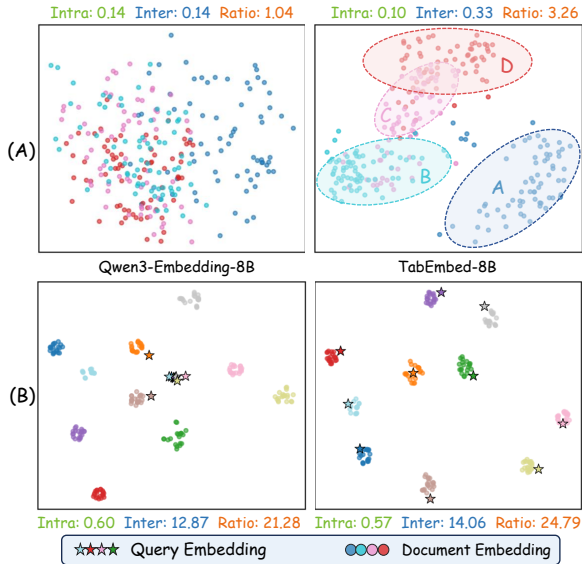 Intra: 0.14 Inter: 0.14 Ratio: 1.04
Intra: 0.10 Inter: 0.33 Ratio: 3.26
(A)
D
C
B
A
Qwen3-Embedding-8B
TabEmbed-8B
(B)
Intra: 0.60 Inter: 12.87 Ratio: 21.28
Intra: 0.57 Inter: 14.06 Ratio: 24.79
Query Embedding
Document Embedding